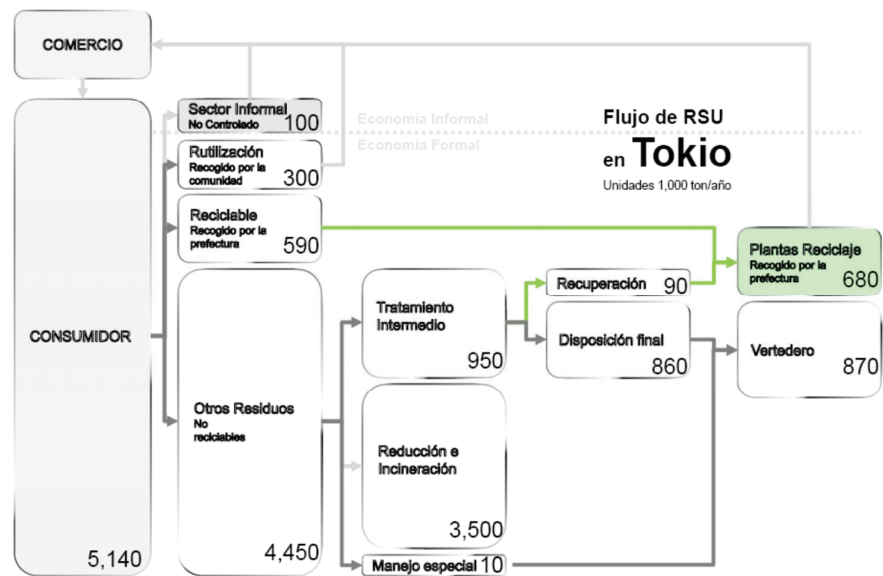 COMERCIO
Sector Informal
No Controlado
100
Economía Informal
Economía Formal
Flujo de RSU
en Tokio
Unidades 1,000 ton/año
Rutilización
Recogido por la
comunidad
300
Reciclable
Recogido por la
prefectura
590
Plantas Reciclaje
Recogido por la
prefectura
680
Recuperación 90
Tratamiento
Intermedio
950
Disposición final
860
Vertedero
870
CONSUMIDOR
5,140
Otros Residuos
No
reciclables
4,450
Reducción e
Incineración
3,500
Manejo especial 10